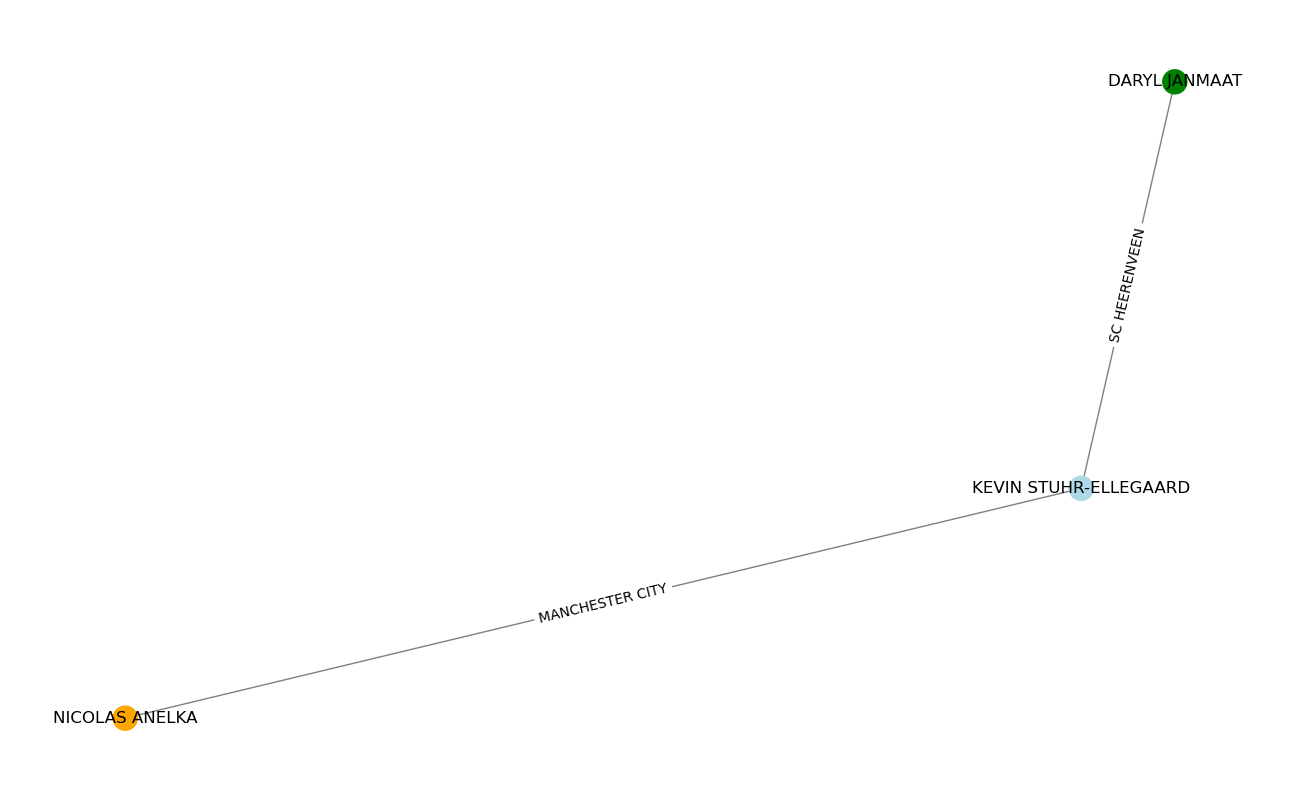 DARYL JANMAAT
SC HEERENVEEN
KEVIN STUHR-ELLEGAARD
MANCHESTER CITY
NICOLAS ANELKA